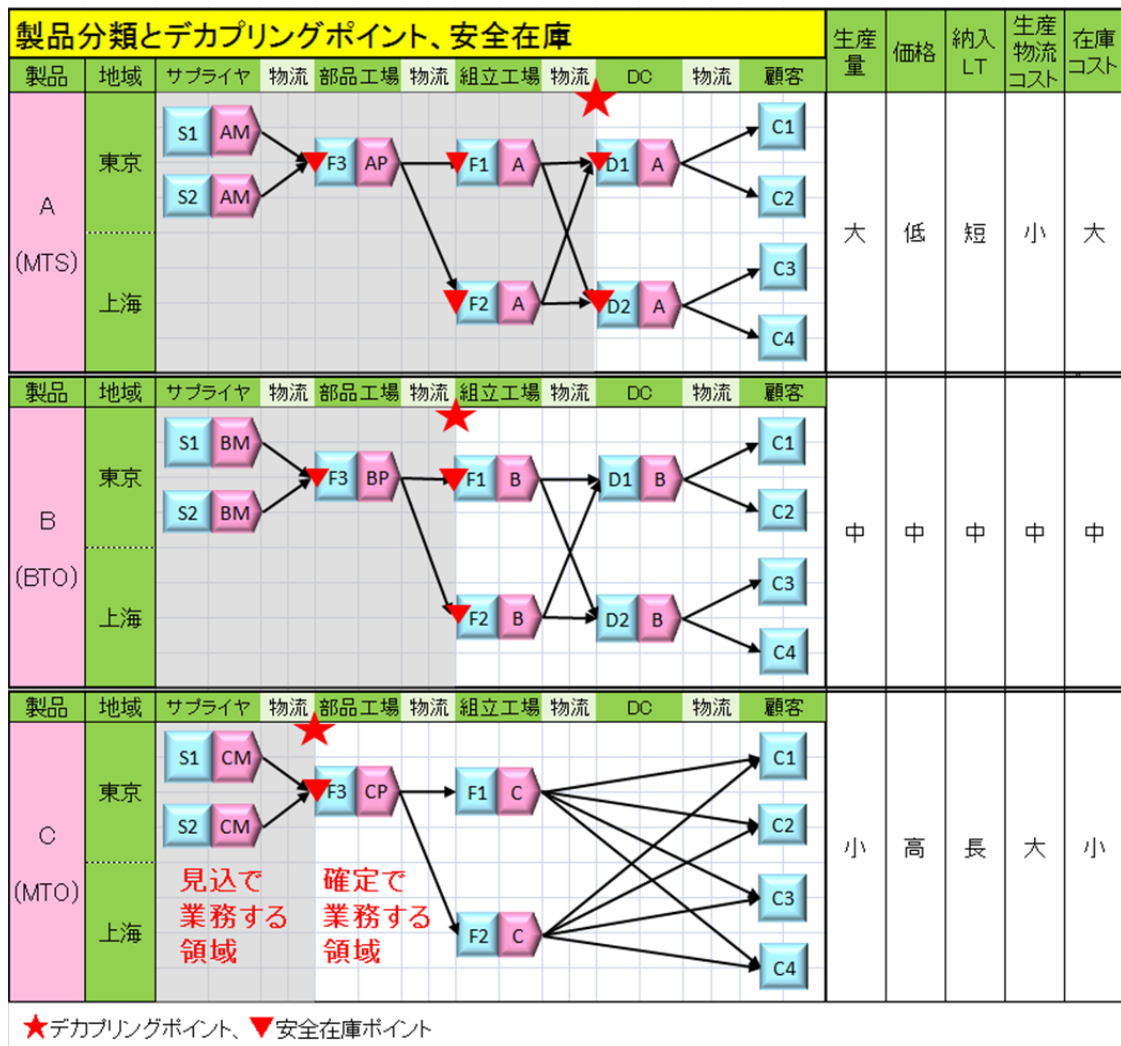 製品分類とデカプリングポイント、安全在庫
生産量 価格 納入LT 生産物流コスト 在庫コスト
製品 地域 サプライヤ 物流 部品工場 物流 組立工場 物流 DC 物流 顧客
A
(MTS)
東京
上海
S1 AM
S2 AM
F3 AP
F1 A
F2 A
D1 A
D2 A
C1
C2
C3
C4
大 低 短 小 大
製品 地域 サプライヤ 物流 部品工場 物流 組立工場 物流 DC 物流 顧客
B
(BTO)
東京
上海
S1 BM
S2 BM
F3 BP
F1 B
F2 B
D1 B
D2 B
C1
C2
C3
C4
中 中 中 中 中
製品 地域 サプライヤ 物流 部品工場 物流 組立工場 物流 DC 物流 顧客
C
(MTO)
東京
上海
S1 CM
S2 CM
F3 CP
F1 C
F2 C
C1
C2
C3
C4
小 高 長 大 小
見込で
業務する
領域
確定で
業務する
領域
★デカプリングポイント、▼安全在庫ポイント